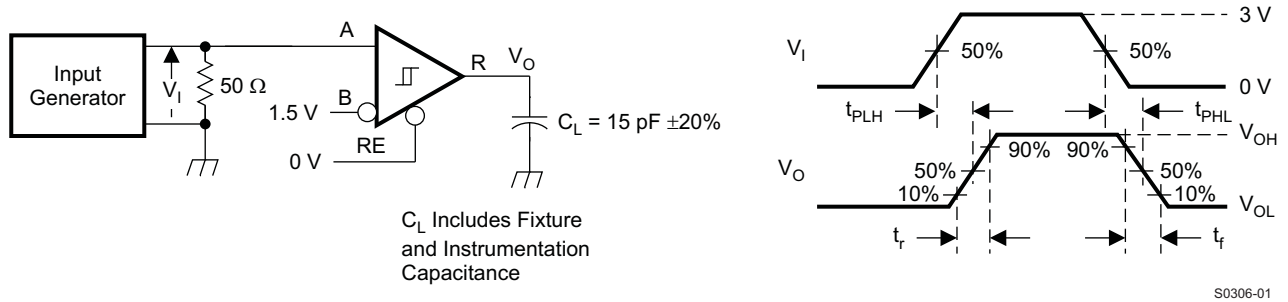 Input
Generator
V_I
50 Ω
A
1.5 V
B
RE
0 V
R
V_O
C_L = 15 pF ±20%
C_L Includes Fixture
and Instrumentation
Capacitance
3 V
V_I
50%
50%
0 V
t_PLH
t_PHL
V_OH
90%
90%
V_O
50%
50%
10%
10%
V_OL
t_r
t_f
S0306-01